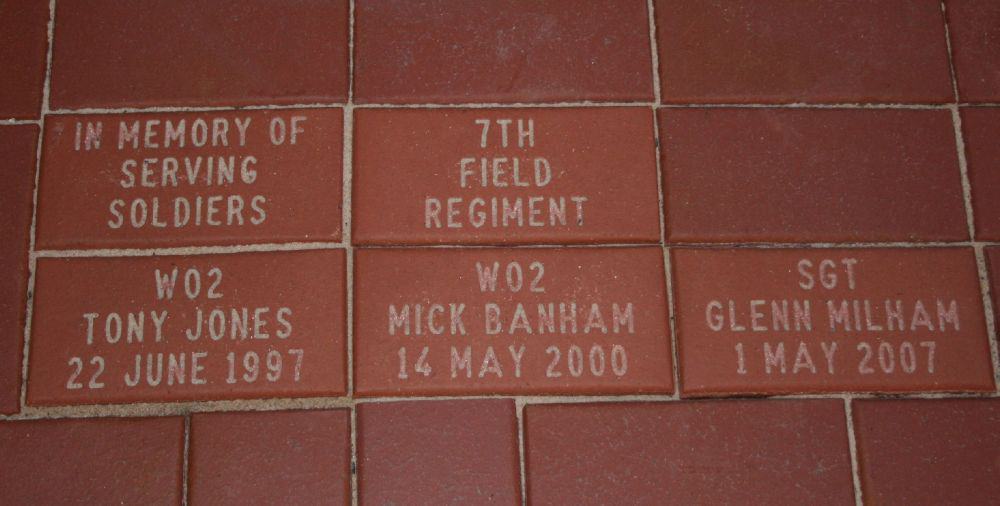 IN MEMORY OF
SERVING
SOLDIERS
7TH
FIELD
REGIMENT
WO2
TONY JONES
22 JUNE 1997
WO2
MICK BANHAM
14 MAY 2000
SGT
GLENN MILHAM
1 MAY 2007